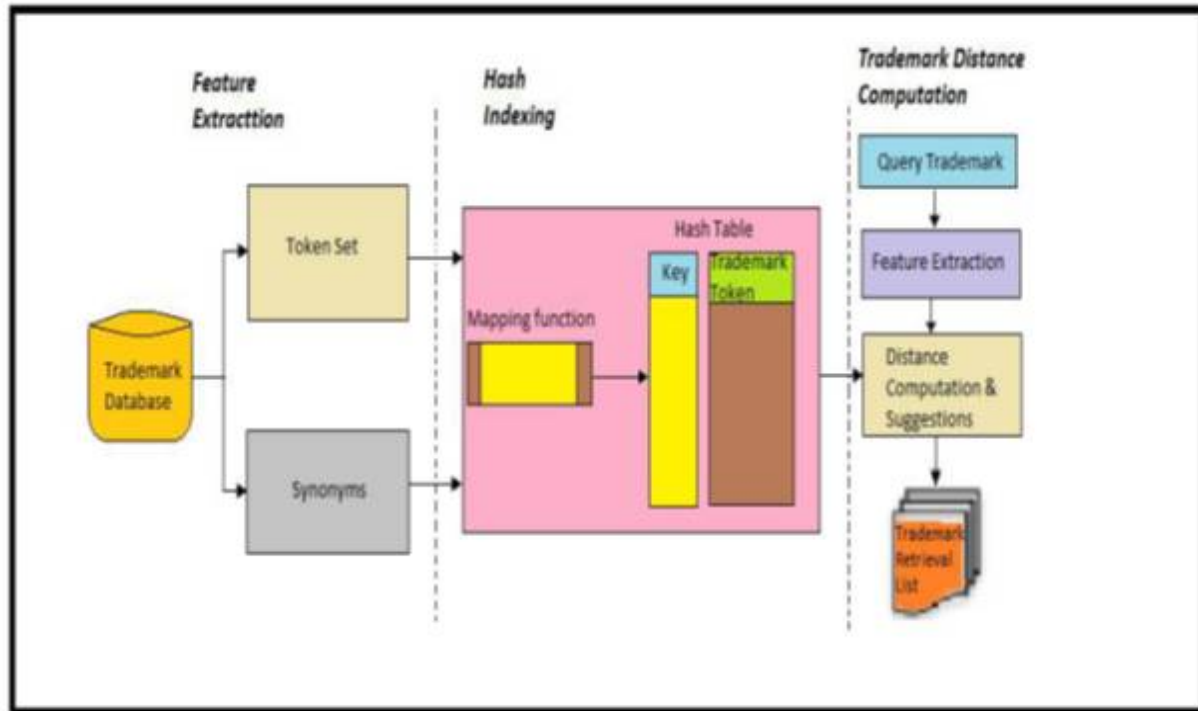 Feature
Extracttion
Hash
Indexing
Trademark Distance
Computation
Query Trademark
Token Set
Hash Table
Key
Trademark
Token
Feature Extraction
Mapping function
Trademark
Database
Distance
Computation &
Suggestions
Synonyms
Trademark
Retrieval
List